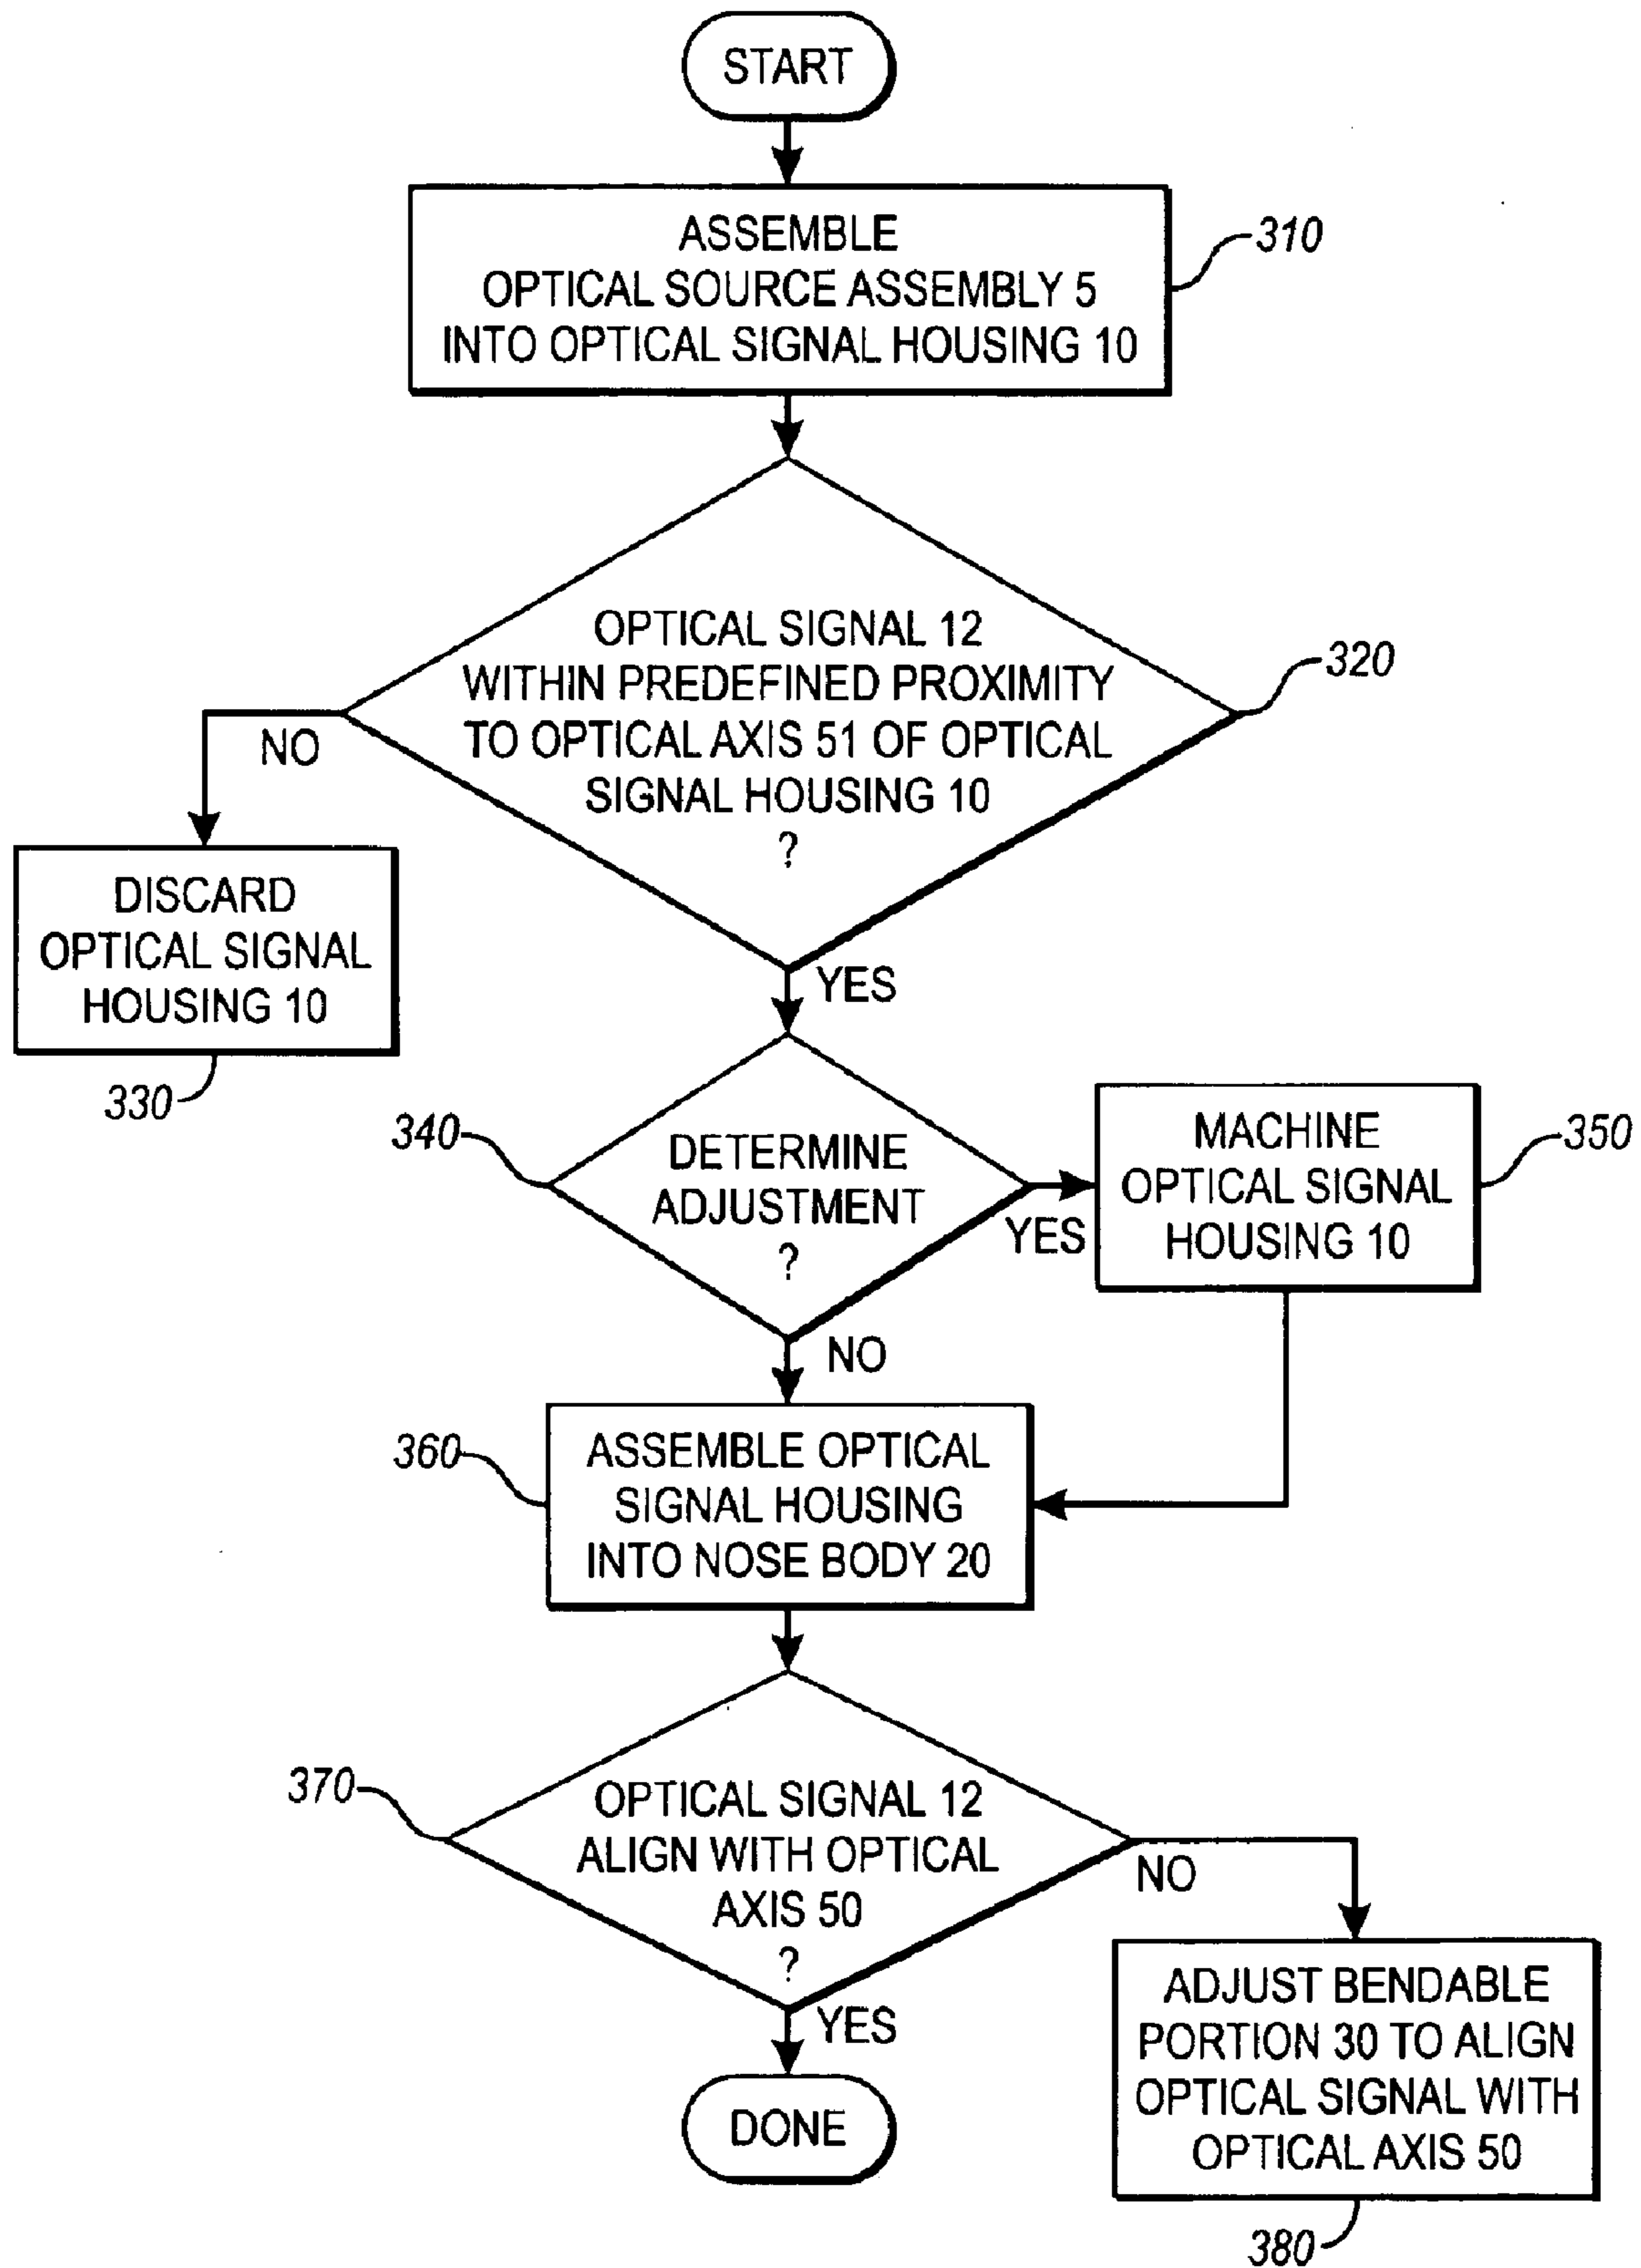 START
ASSEMBLE
OPTICAL SOURCE ASSEMBLY 5
INTO OPTICAL SIGNAL HOUSING 10
310
OPTICAL SIGNAL 12
WITHIN PREDEFINED PROXIMITY
TO OPTICAL AXIS 51 OF OPTICAL
SIGNAL HOUSING 10
?
320
NO
DISCARD
OPTICAL SIGNAL
HOUSING 10
330
YES
340
DETERMINE
ADJUSTMENT
?
YES
MACHINE
OPTICAL SIGNAL
HOUSING 10
350
NO
360
ASSEMBLE OPTICAL
SIGNAL HOUSING
INTO NOSE BODY 20
370
OPTICAL SIGNAL 12
ALIGN WITH OPTICAL
AXIS 50
?
NO
YES
DONE
ADJUST BENDABLE
PORTION 30 TO ALIGN
OPTICAL SIGNAL WITH
OPTICAL AXIS 50
380